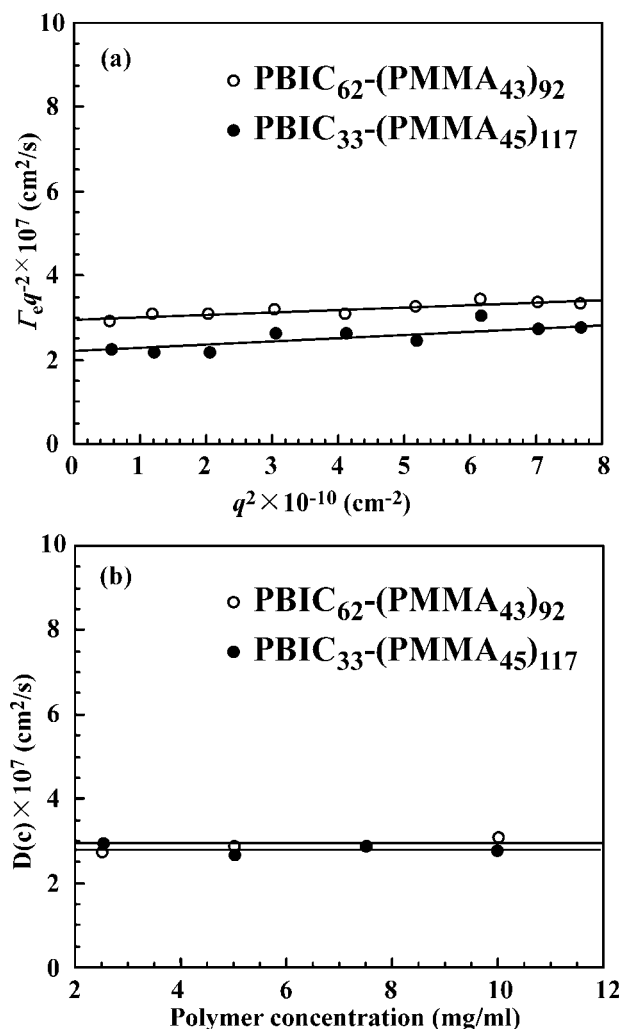 (a)
PBIC₆₂-(PMMA₄₃)₉₂
PBIC₃₃-(PMMA₄₅)₁₁₇
Γₑq⁻²×10⁷ (cm²/s)
10
8
6
4
2
0
0 1 2 3 4 5 6 7 8
q²×10⁻¹⁰ (cm⁻²)
(b)
PBIC₆₂-(PMMA₄₃)₉₂
PBIC₃₃-(PMMA₄₅)₁₁₇
D(c)×10⁷ (cm²/s)
10
8
6
4
2
0
2 4 6 8 10 12
Polymer concentration (mg/ml)